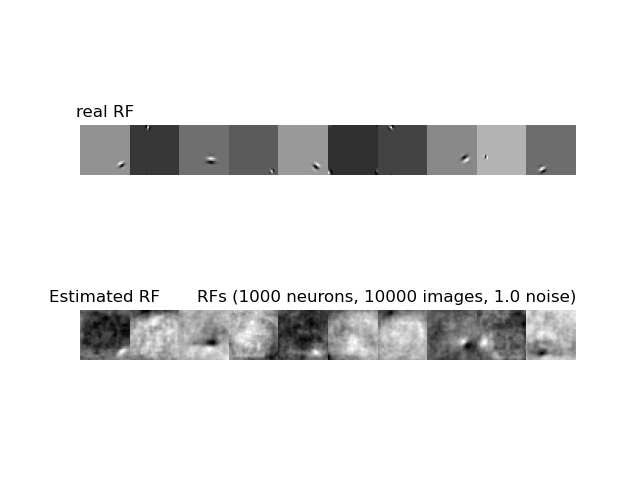 real RF
Estimated RF
RFs (1000 neurons, 10000 images, 1.0 noise)